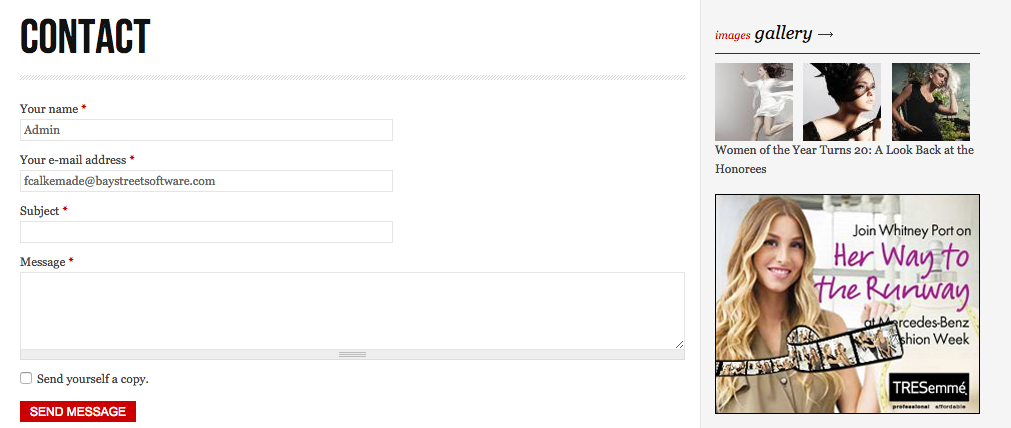 CONTACT
Your name *
Admin
Your e-mail address *
fcalkemade@baystreetsoftware.com
Subject *
Message *
Send yourself a copy.
SEND MESSAGE
images gallery →
Women of the Year Turns 20: A Look Back at the
Honorees
Join Whitney Port on
Her Way to
the Runway
at Mercedes-Benz
shion Week
TRESemmé
professional affordable